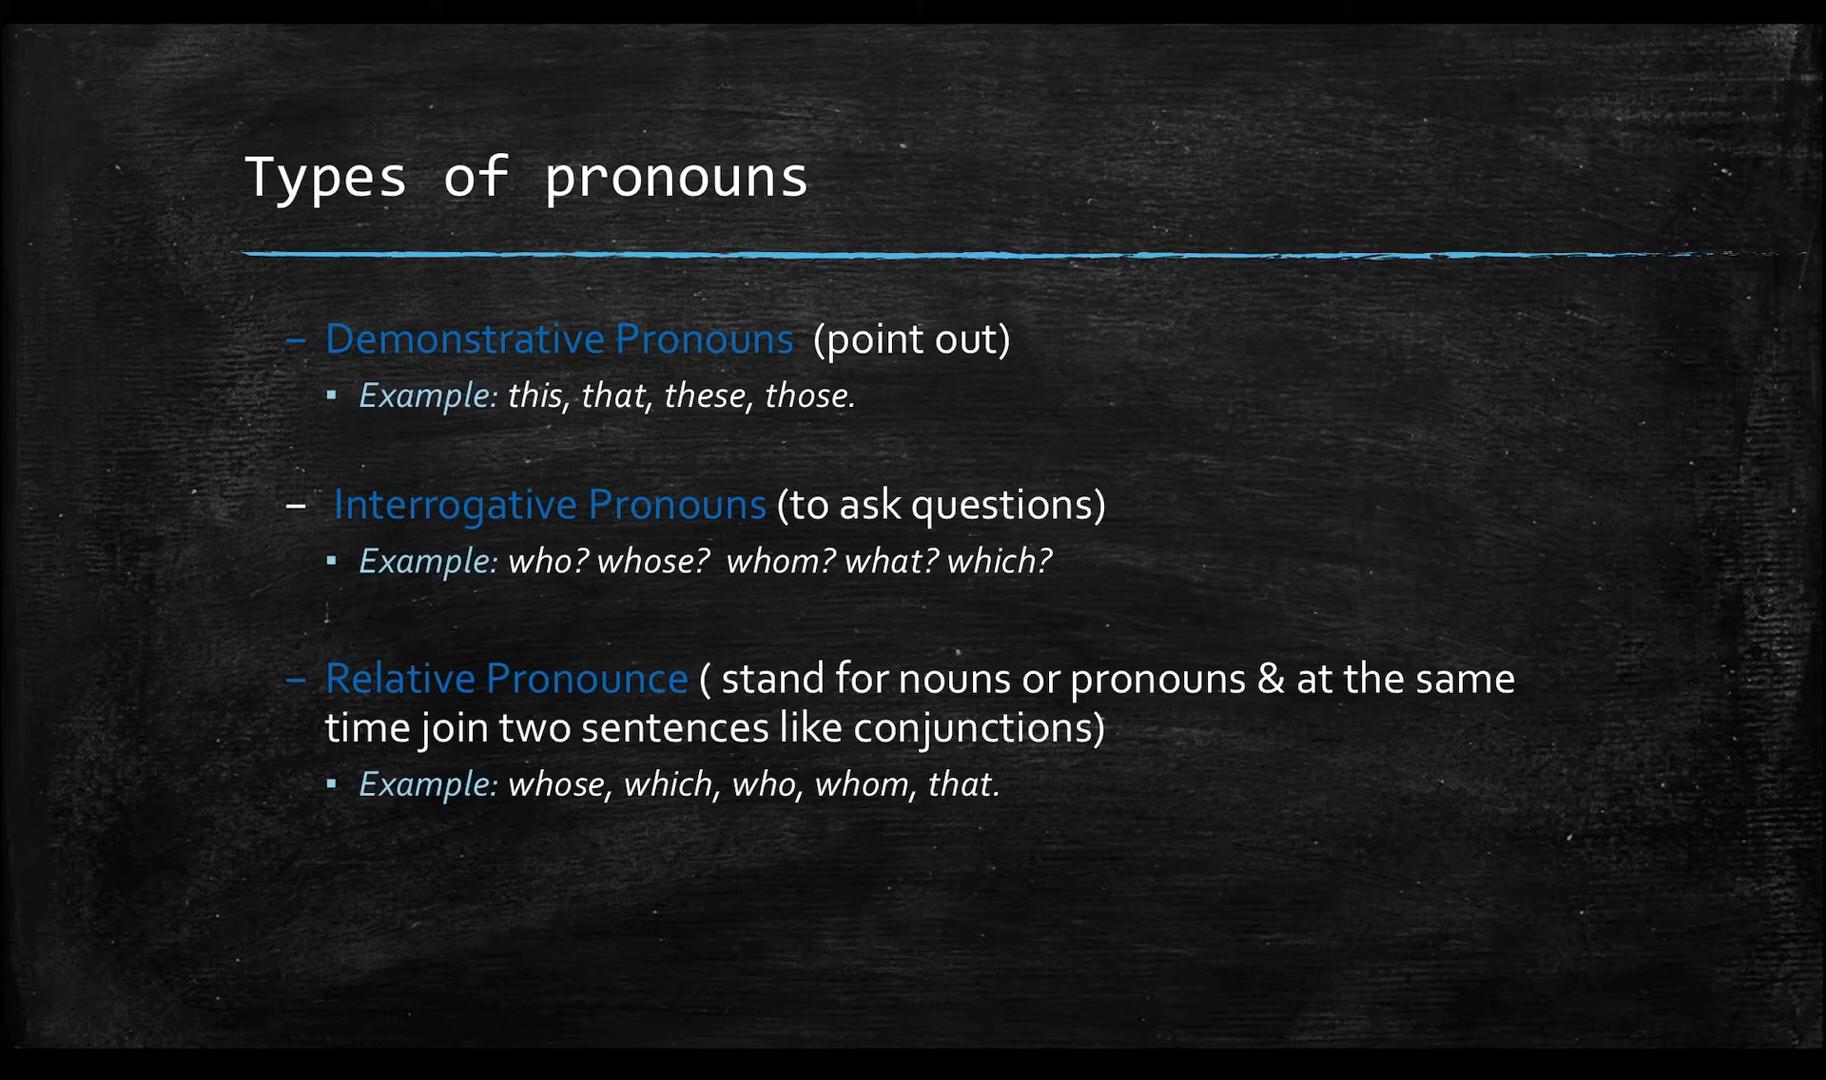 Types of pronouns
– Demonstrative Pronouns (point out)
▪ Example: this, that, these, those.
– Interrogative Pronouns (to ask questions)
▪ Example: who? whose? whom? what? which?
– Relative Pronounce ( stand for nouns or pronouns & at the same
time join two sentences like conjunctions)
▪ Example: whose, which, who, whom, that.